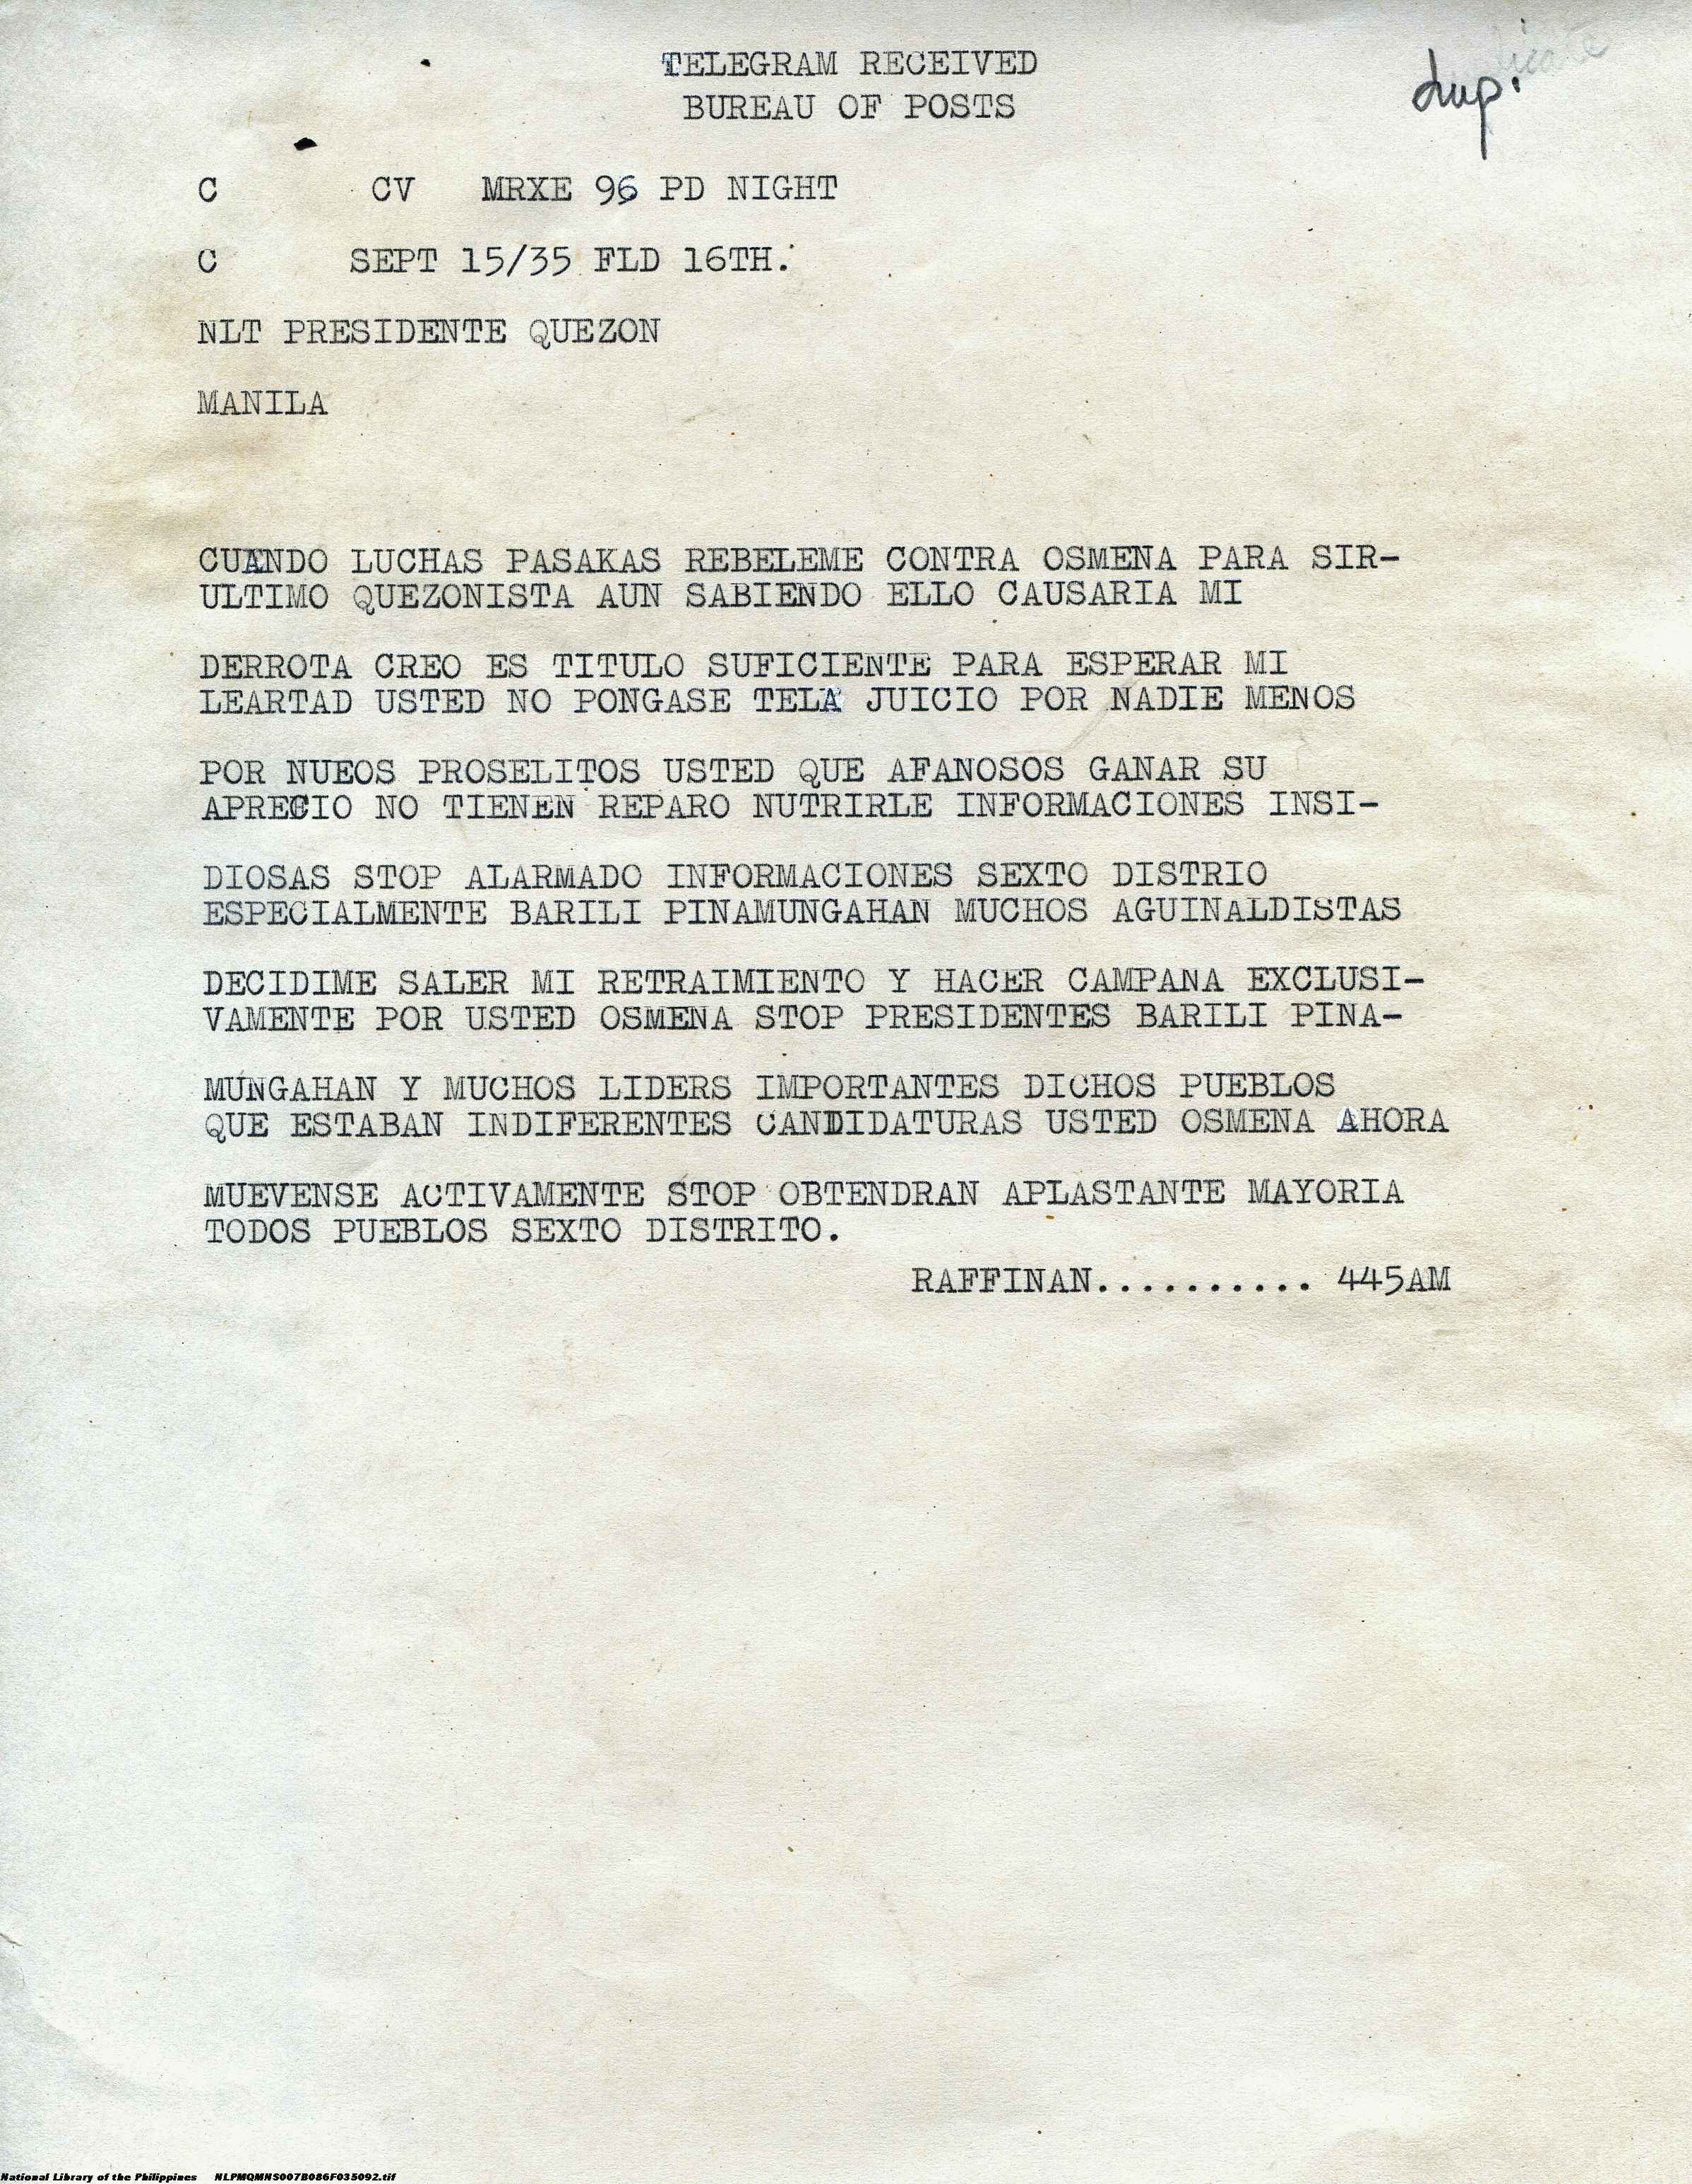 TELEGRAM RECEIVED
BUREAU OF POSTS
dup.
C CV MRXE 96 PD NIGHT
C SEPT 15/35 FLD 16TH.
NLT PRESIDENTE QUEZON
MANILA
CUANDO LUCHAS PASAKAS REBELEME CONTRA OSMENA PARA SIR-
ULTIMO QUEZONISTA AUN SABIENDO ELLO CAUSARIA MI
DERROTA CREO ES TITULO SUFICIENTE PARA ESPERAR MI
LEARTAD USTED NO PONGASE TELA JUICIO POR NADIE MENOS
POR NUEOS PROSELITOS USTED QUE AFANOSOS GANAR SU
APRECIO NO TIENEN REPARO NUTRIRLE INFORMACIONES INSI-
DIOSAS STOP ALARMADO INFORMACIONES SEXTO DISTRIO
ESPECIALMENTE BARILI PINAMUNGAHAN MUCHOS AGUINALDISTAS
DECIDIME SALER MI RETRAIMIENTO Y HACER CAMPANA EXCLUSI-
VAMENTE POR USTED OSMENA STOP PRESIDENTES BARILI PINA-
MUNGAHAN Y MUCHOS LIDERS IMPORTANTES DICHOS PUEBLOS
QUE ESTABAN INDIFERENTES CANDIDATURAS USTED OSMENA AHORA
MUEVENSE ACTIVAMENTE STOP OBTENDRAN APLASTANTE MAYORIA
TODOS PUEBLOS SEXTO DISTRITO.
RAFFINAN.......... 445AM
National Library of the Philippines NLPMQMNS007B086F035092.tif